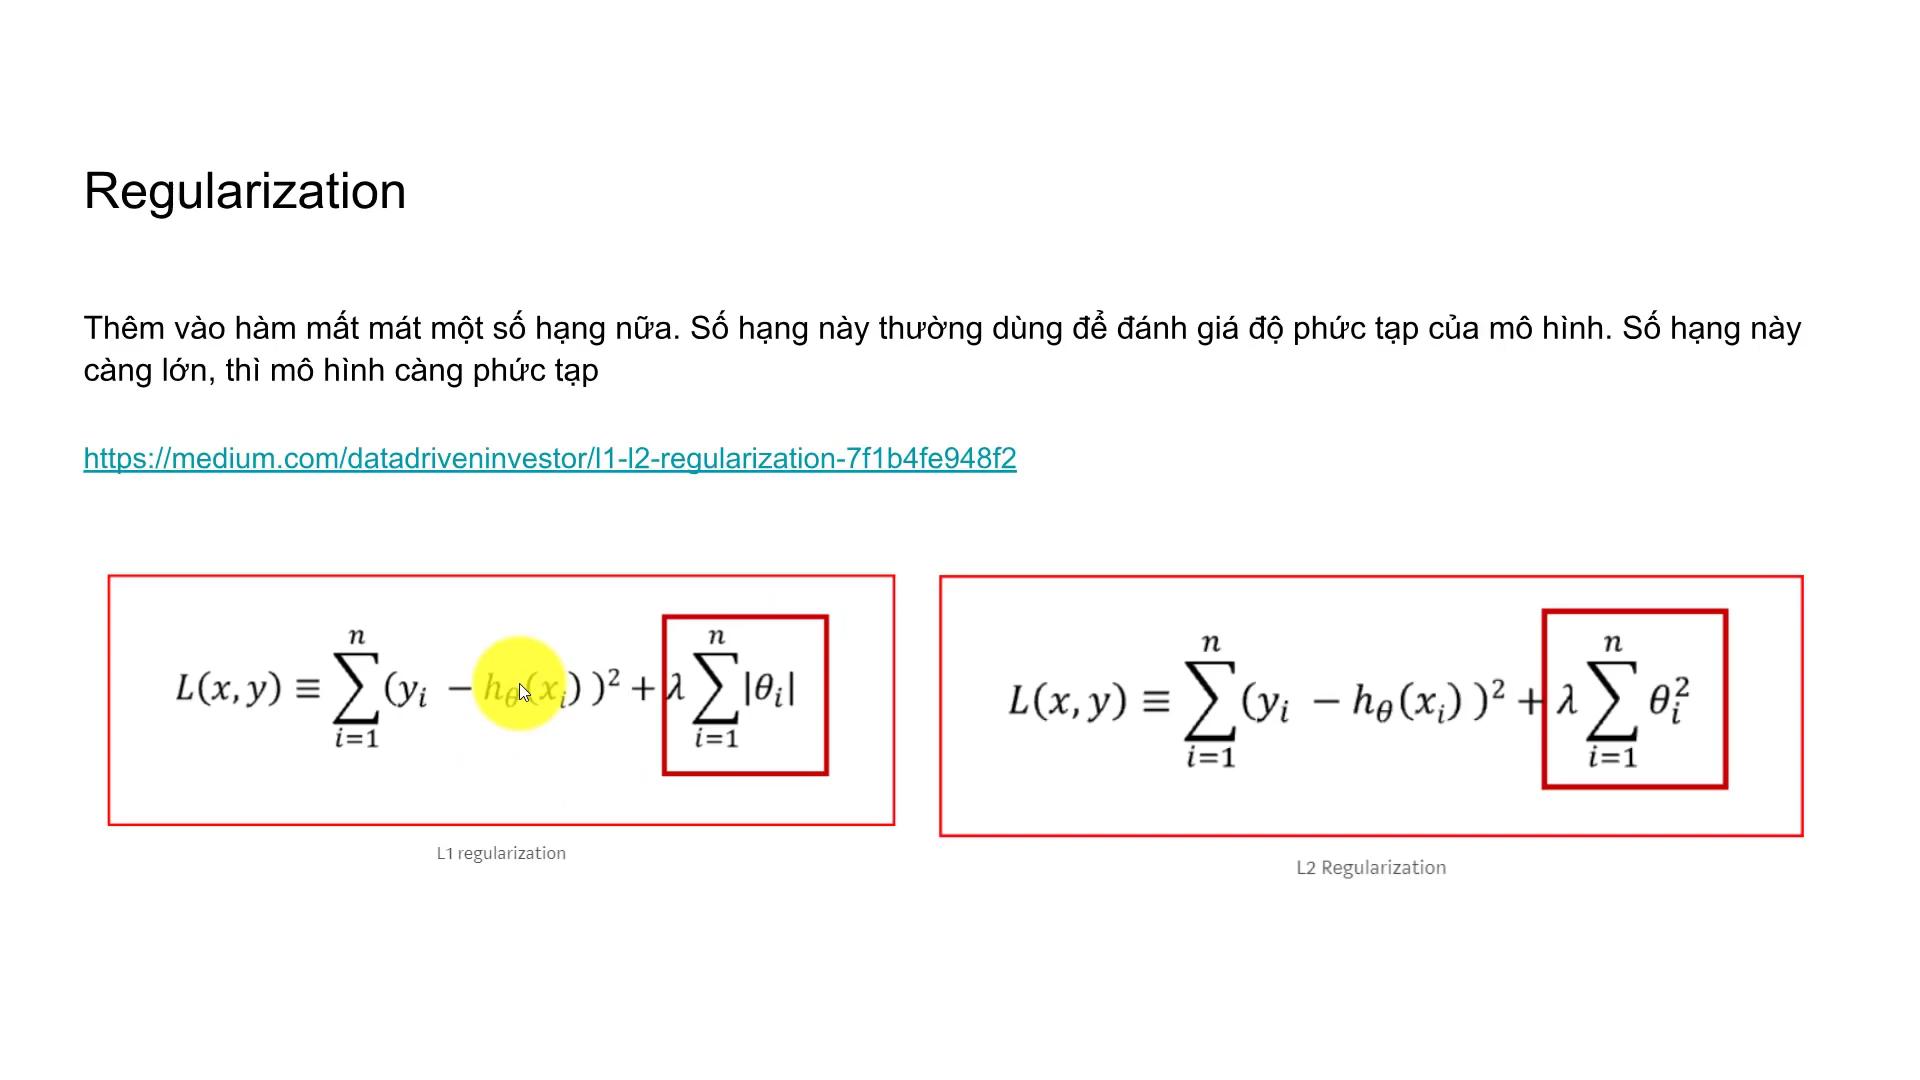 Regularization
Thêm vào hàm mất mát một số hạng nữa. Số hạng này thường dùng để đánh giá độ phức tạp của mô hình. Số hạng này
càng lớn, thì mô hình càng phức tạp
https://medium.com/datadriveninvestor/l1-l2-regularization-7f1b4fe948f2
L(x, y) ≡ ∑_{i=1}^{n} (y_i − h_θ(x_i) )² + λ ∑_{i=1}^{n} |θ_i|
L1 regularization
L(x, y) ≡ ∑_{i=1}^{n} (y_i − h_θ(x_i) )² + λ ∑_{i=1}^{n} θ_i²
L2 Regularization